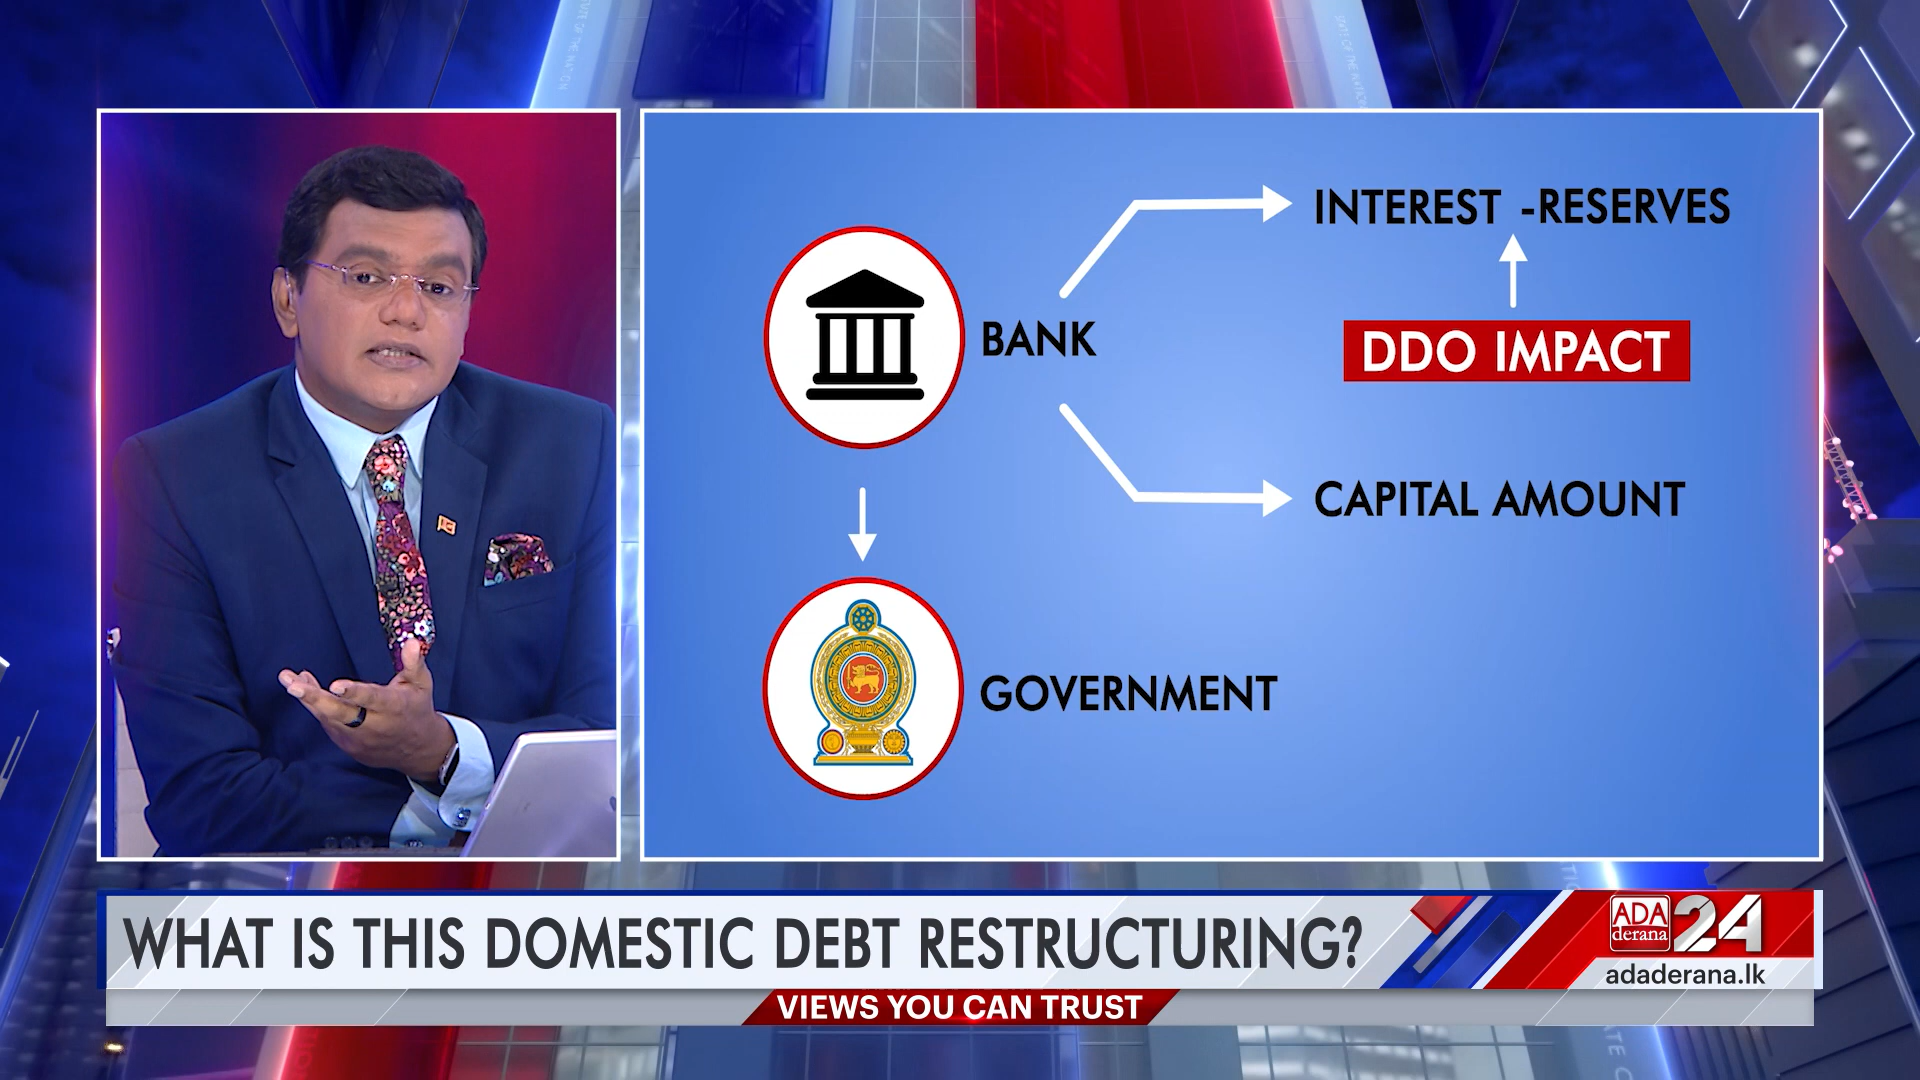 INTEREST -RESERVES
BANK
DDO IMPACT
CAPITAL AMOUNT
GOVERNMENT
WHAT IS THIS DOMESTIC DEBT RESTRUCTURING?
ADA
derana 24
adaderana.lk
VIEWS YOU CAN TRUST